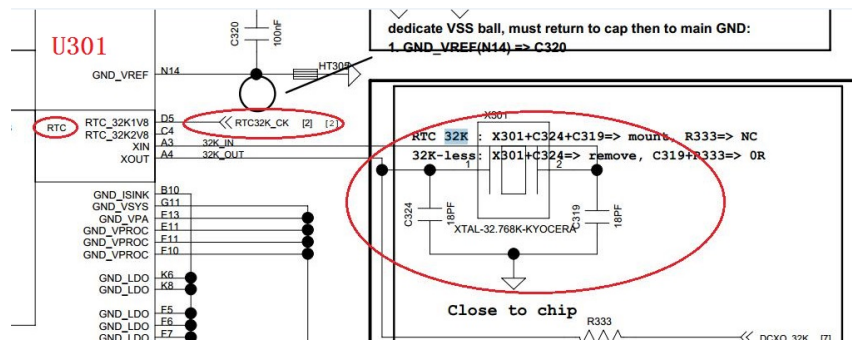 dedicate VSS ball, must return to cap then to main GND:
1. GND_VREF(N14) => C320
U301
C320
100nF
HT305
GND_VREF
N14
RTC
RTC_32K1V8
D5
RTC32K_CK [2] [2]
RTC_32K2V8
C4
XIN
A3
32K_IN
XOUT
A4
32K_OUT
X301
RTC 32K : X301+C324+C319=> mount, R333=> NC
32K-less: X301+C324=> remove, C319+R333=> 0R
1
2
C324
18PF
C319
18PF
XTAL-32.768K-KYOCERA
Close to chip
R333
DCXO_32K [7]
GND_ISINK
B10
GND_VSYS
G11
GND_VPA
E13
GND_VPROC
E11
GND_VPROC
F11
GND_VPROC
F10
GND_LDO
K6
GND_LDO
K8
GND_LDO
F5
GND_LDO
F6
GND_LDO
F7